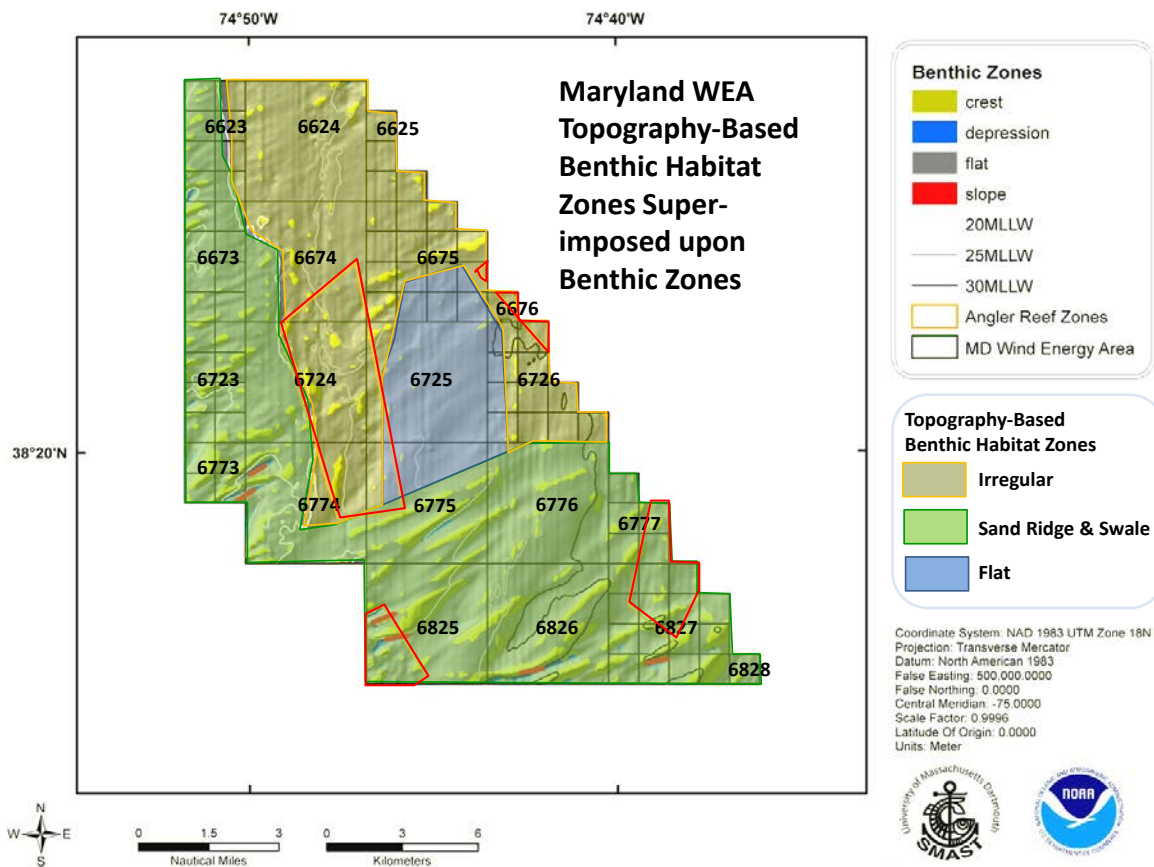 74°50'W
74°40'W
38°20'N
Maryland WEA
Topography-Based
Benthic Habitat
Zones Super-
imposed upon
Benthic Zones
6623
6624
6625
6673
6674
6675
6676
6723
6724
6725
6726
6773
6774
6775
6776
6777
6825
6826
6827
6828
Benthic Zones
crest
depression
flat
slope
20MLLW
25MLLW
30MLLW
Angler Reef Zones
MD Wind Energy Area
Topography-Based
Benthic Habitat Zones
Irregular
Sand Ridge & Swale
Flat
Coordinate System: NAD 1983 UTM Zone 18N
Projection: Transverse Mercator
Datum: North American 1983
False Easting: 500,000.0000
False Northing: 0.0000
Central Meridian: -75.0000
Scale Factor: 0.9996
Latitude Of Origin: 0.0000
Units: Meter
N
W
E
S
0 1.5 3
Nautical Miles
0 3 6
Kilometers
University of Massachusetts Dartmouth
SMAST
NOAA